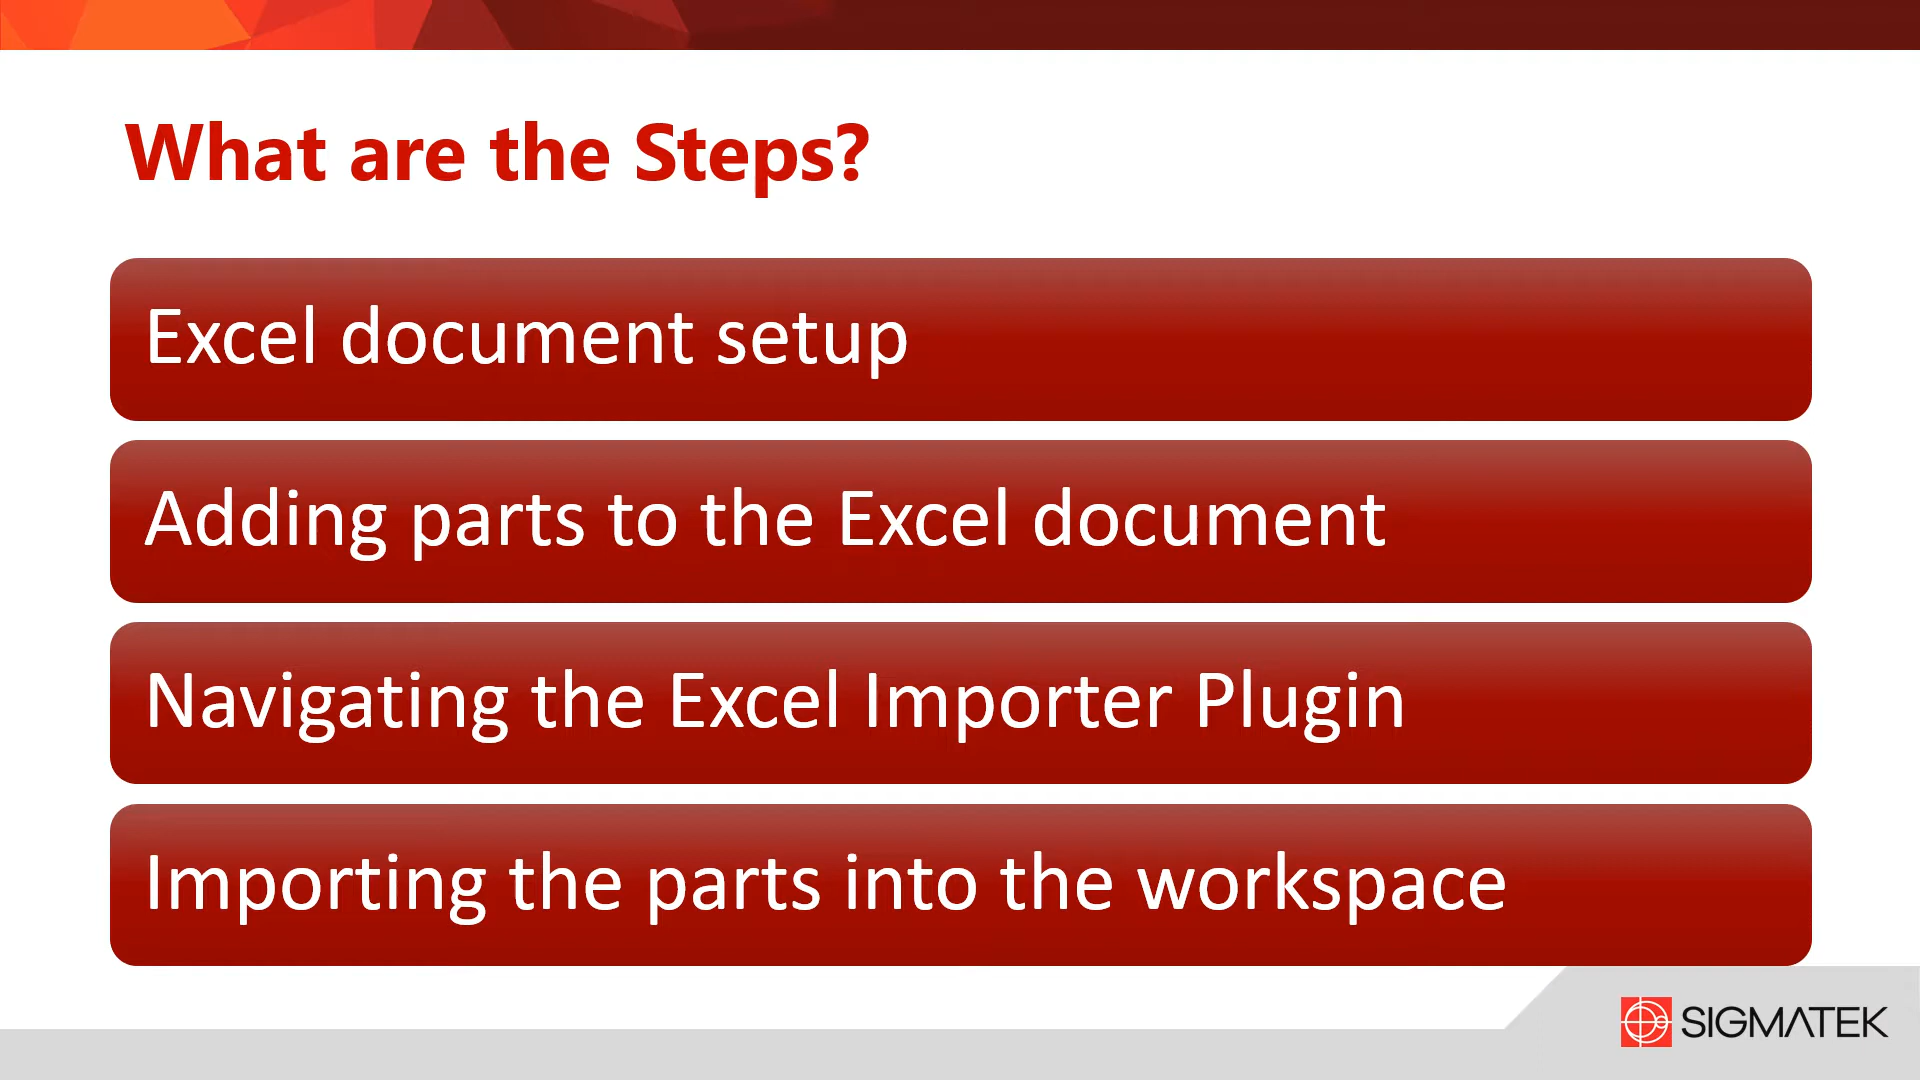 What are the Steps?
Excel document setup
Adding parts to the Excel document
Navigating the Excel Importer Plugin
Importing the parts into the workspace
SIGMATEK